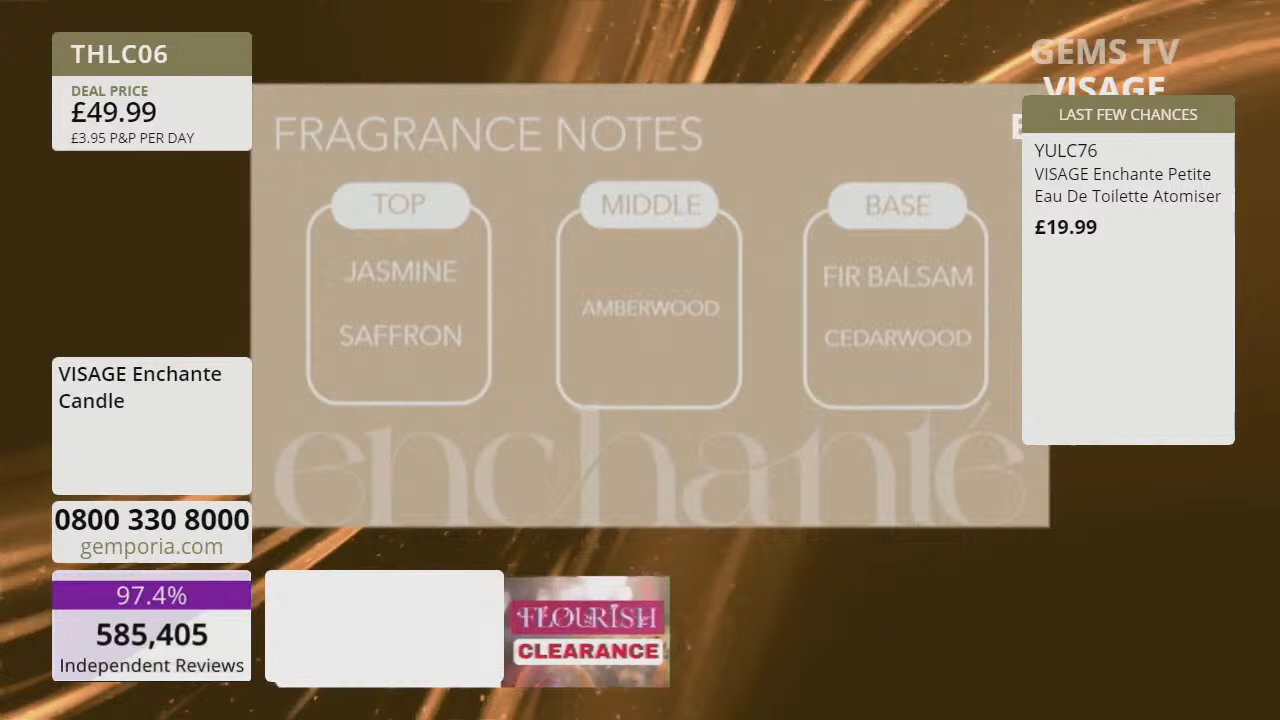 THLC06
DEAL PRICE
£49.99
£3.95 P&P PER DAY
GEMS TV
VISAGE
LAST FEW CHANCES
YULC76
VISAGE Enchante Petite
Eau De Toilette Atomiser
£19.99
FRAGRANCE NOTES
TOP
JASMINE
SAFFRON
MIDDLE
AMBERWOOD
BASE
FIR BALSAM
CEDARWOOD
enchanté
VISAGE Enchante
Candle
0800 330 8000
gemporia.com
97.4%
585,405
Independent Reviews
FLOURISH
CLEARANCE